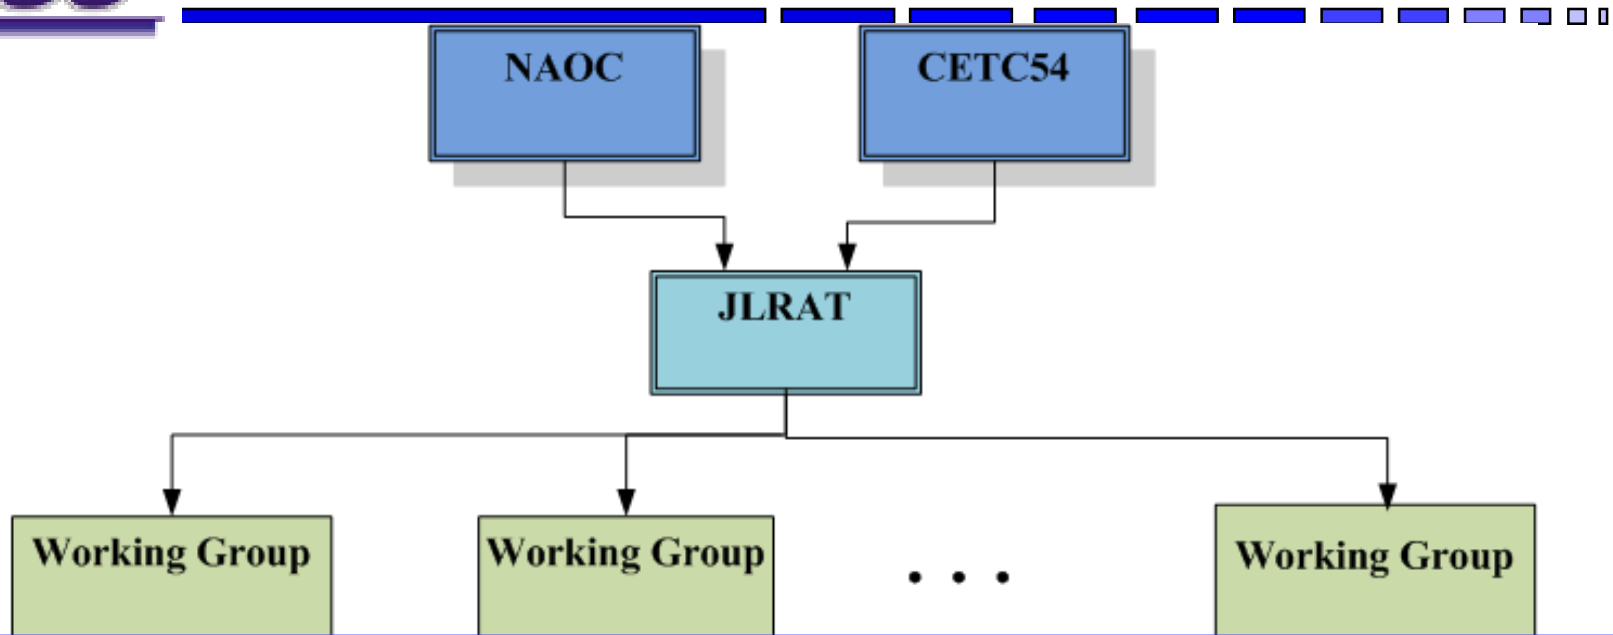 NAOC
CETC54
JLRAT
Working Group
Working Group
. . .
Working Group